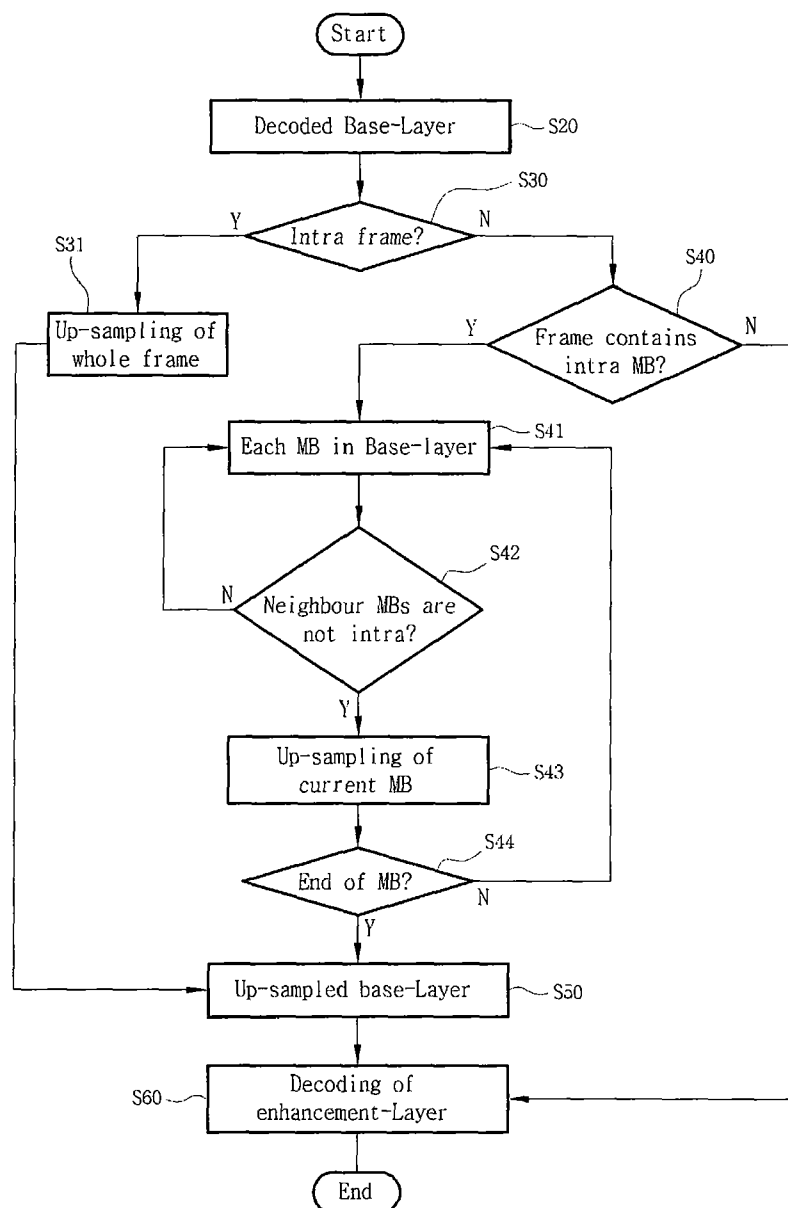 Start
Decoded Base-Layer
S20
S30
Y
Intra frame?
N
S31
Up-sampling of
whole frame
S40
Y
Frame contains
intra MB?
N
Each MB in Base-layer
S41
S42
N
Neighbour MBs are
not intra?
Y
Up-sampling of
current MB
S43
S44
End of MB?
N
Y
Up-sampled base-Layer
S50
S60
Decoding of
enhancement-Layer
End